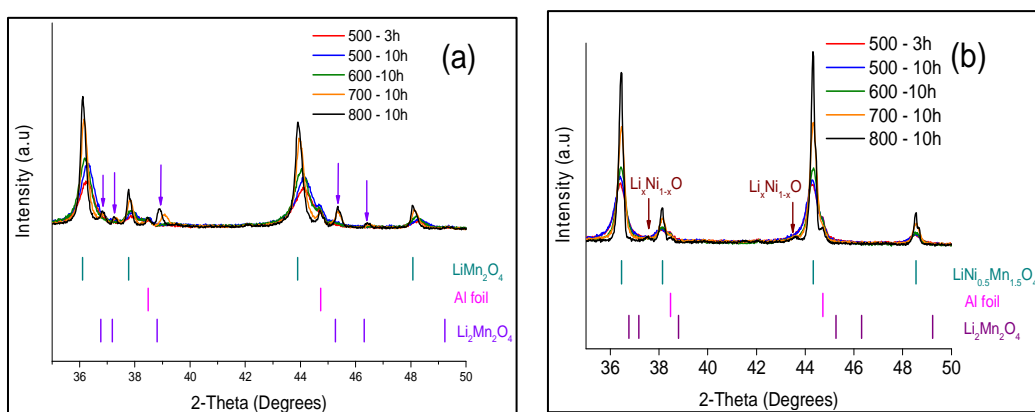 (a)
500 - 3h
500 - 10h
600 -10h
700 - 10h
800 - 10h
Intensity (a.u)
LiMn₂O₄
Al foil
Li₂Mn₂O₄
36 38 40 42 44 46 48 50
2-Theta (Degrees)
(b)
500 - 3h
500 - 10h
600 -10h
700 - 10h
800 - 10h
LiₓNi₁₋ₓO LiₓNi₁₋ₓO
Intensity (a.u)
LiNi₀.₅Mn₁.₅O₄
Al foil
Li₂Mn₂O₄
36 38 40 42 44 46 48 50
2-Theta (Degrees)